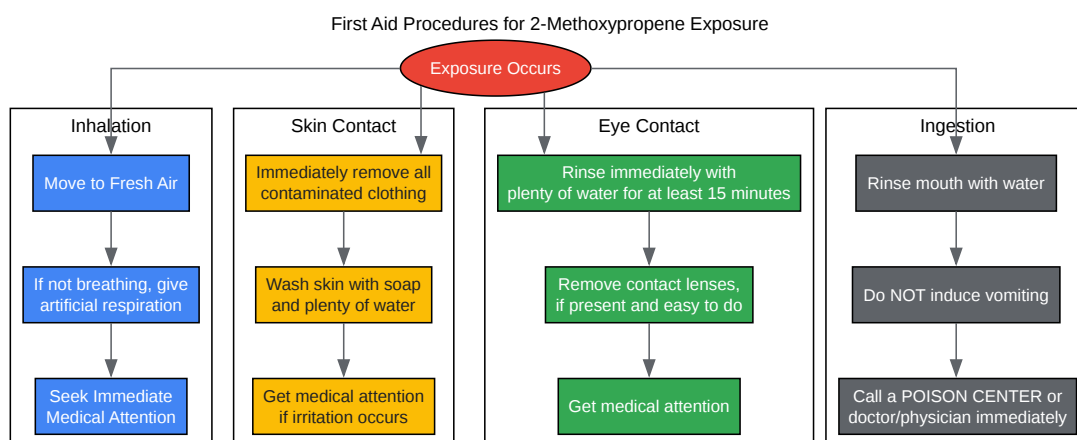 First Aid Procedures for 2-Methoxypropene Exposure
Exposure Occurs
Inhalation
Move to Fresh Air
If not breathing, give
artificial respiration
Seek Immediate
Medical Attention
Skin Contact
Immediately remove all
contaminated clothing
Wash skin with soap
and plenty of water
Get medical attention
if irritation occurs
Eye Contact
Rinse immediately with
plenty of water for at least 15 minutes
Remove contact lenses,
if present and easy to do
Get medical attention
Ingestion
Rinse mouth with water
Do NOT induce vomiting
Call a POISON CENTER or
doctor/physician immediately